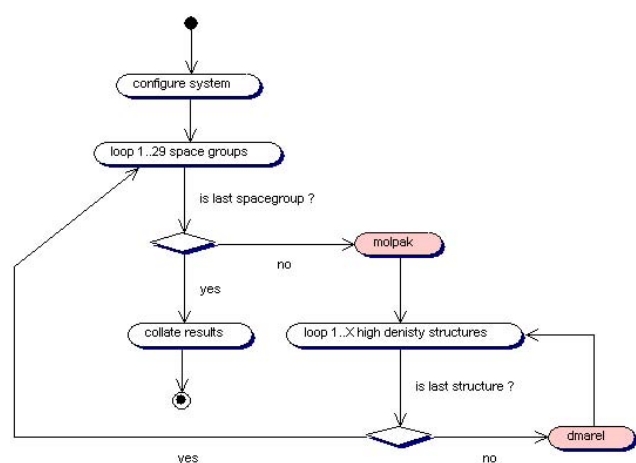 configure system
loop 1..29 space groups
is last spacegroup ?
molpak
no
yes
collate results
loop 1..X high denisty structures
is last structure ?
dmarel
yes
no